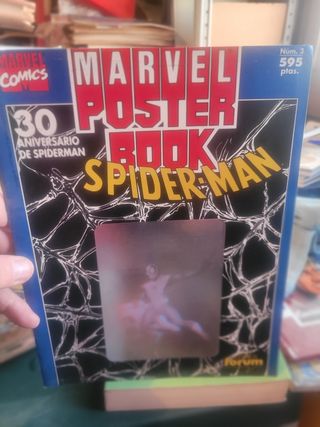 MARVEL
COMICS
MARVEL
POSTER
BOOK
SPIDER-MAN
Núm. 3
595
ptas.
30
ANIVERSARIO
DE SPIDERMAN
forum